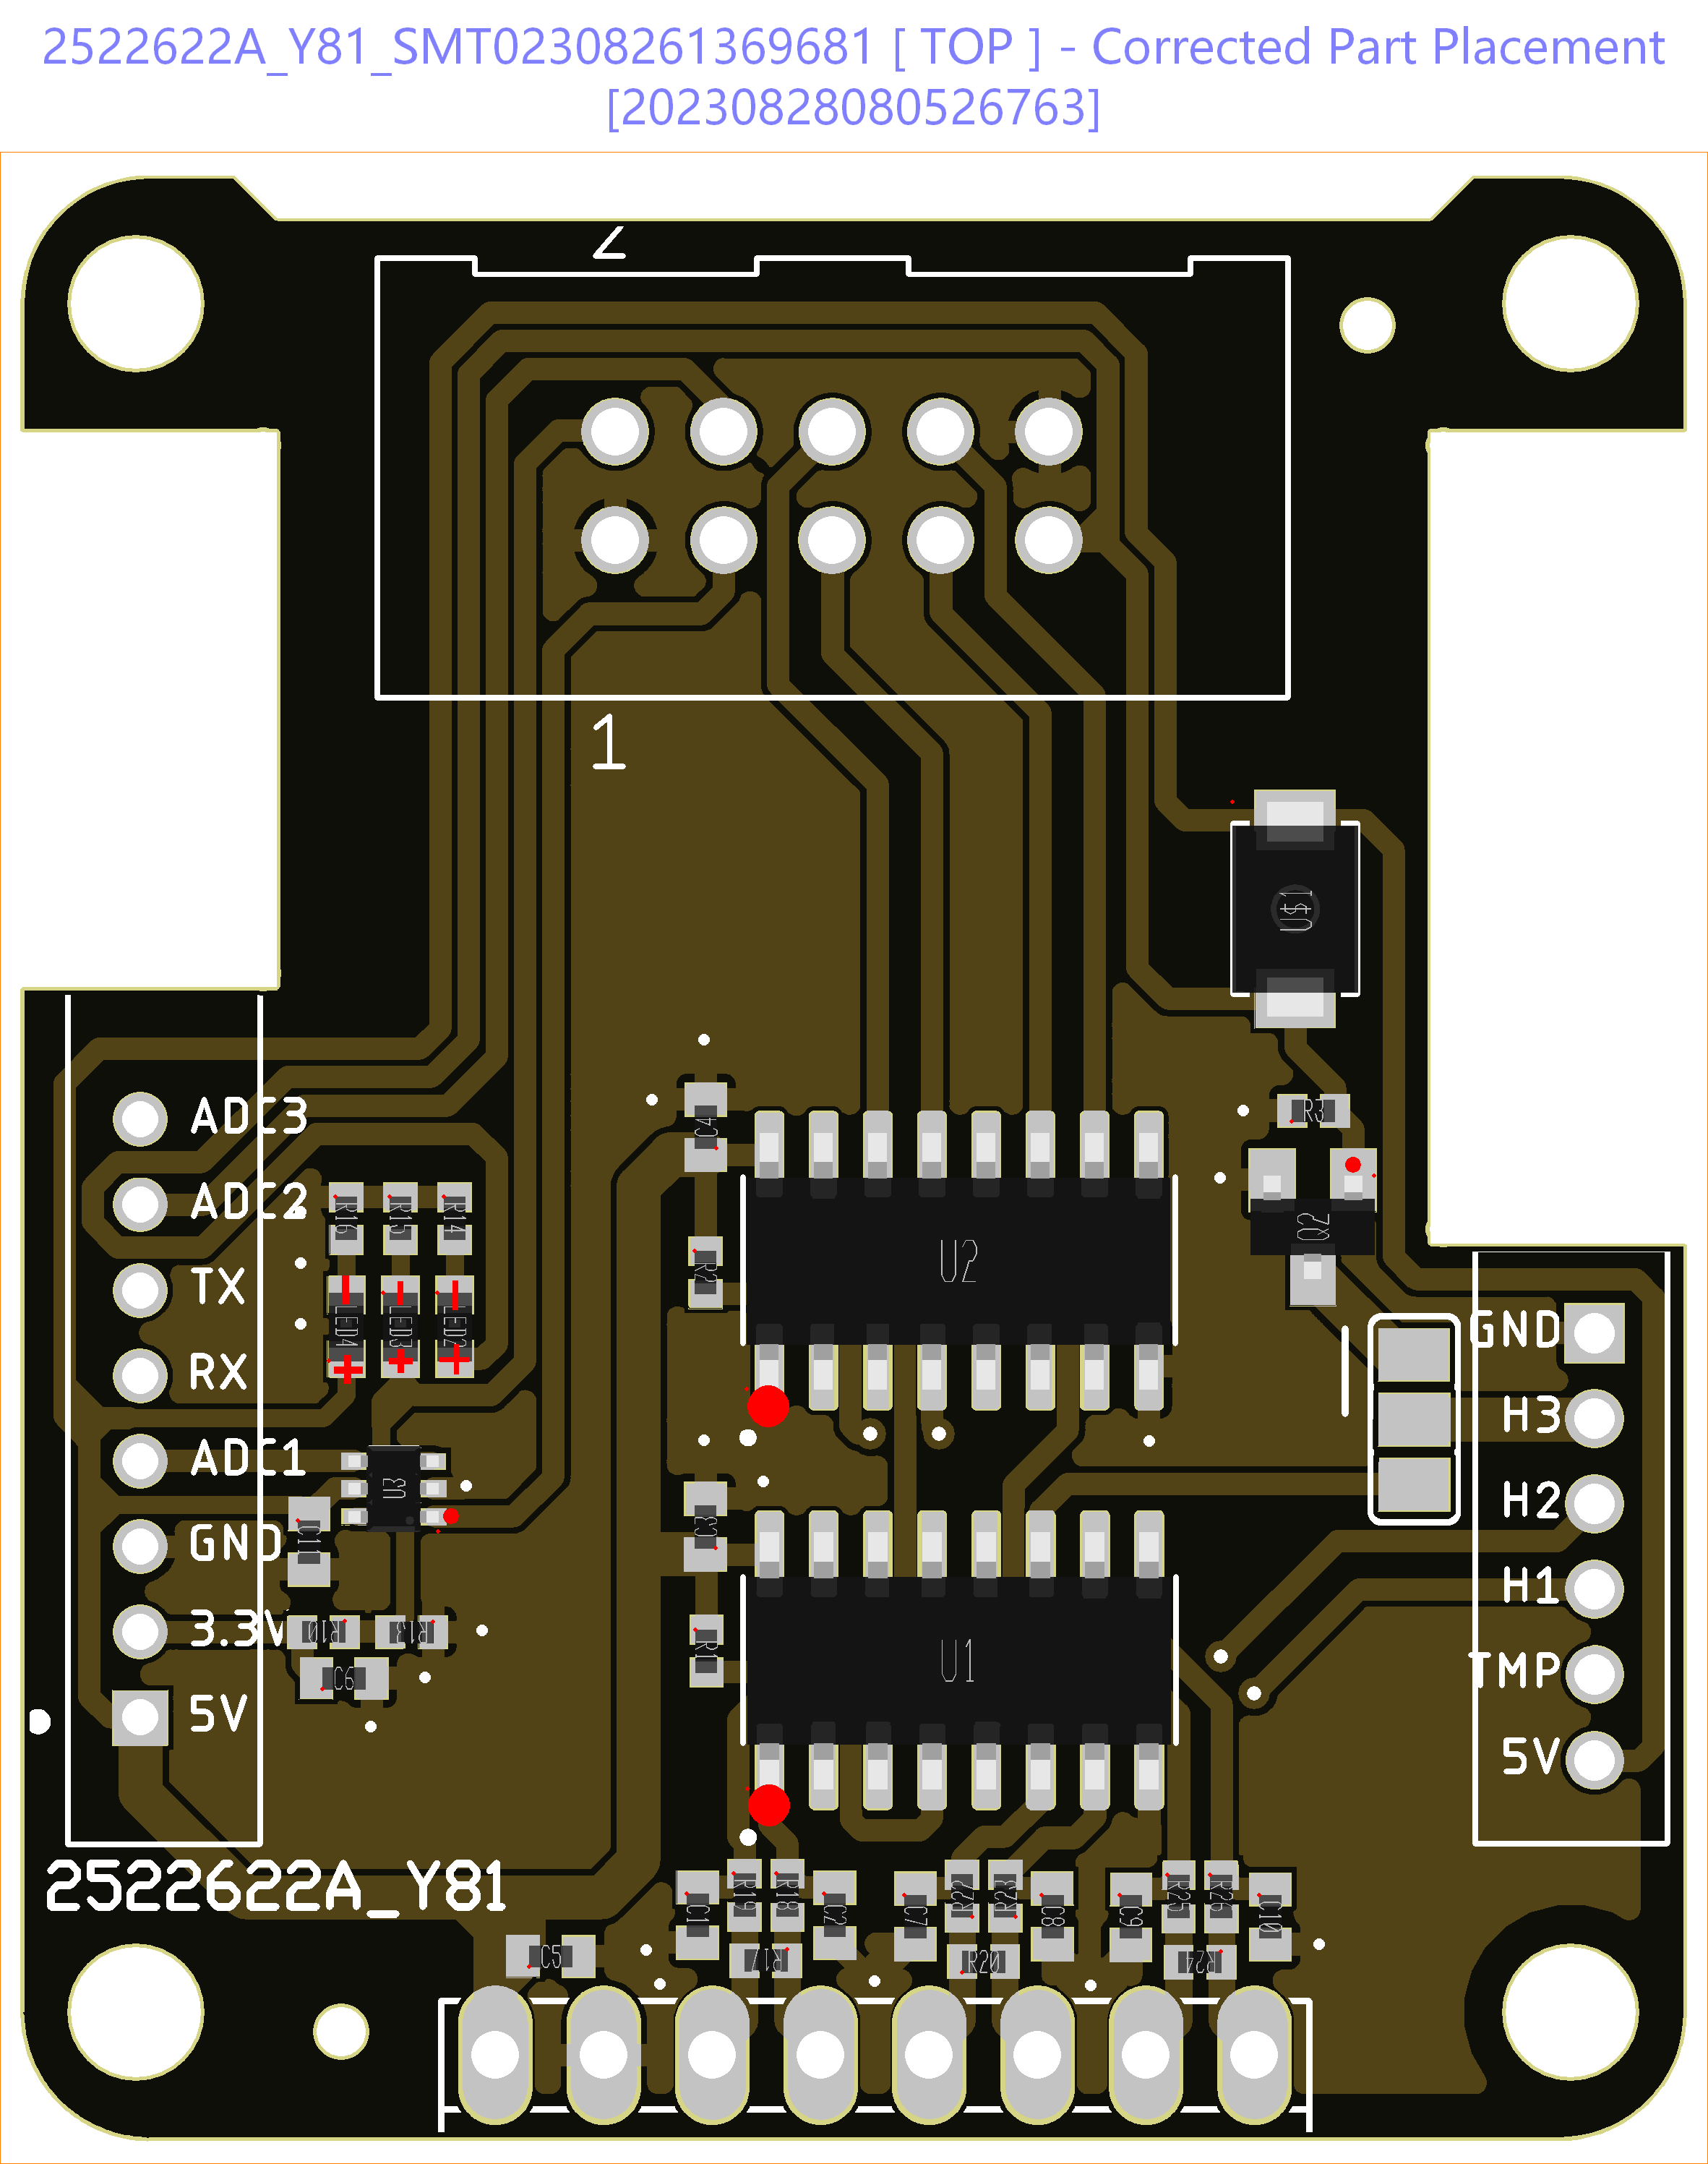 2522622A_Y81_SMT02308261369681 [ TOP ] - Corrected Part Placement
[20230828080526763]
2
1
U$1
C4
R3
ADC3
ADC2
R16
R15
R14
Q2
U2
R2
TX
LED4
LED3
LED2
GND
RX
H3
ADC1
U3
H2
C3
GND
C11
H1
3.3V
R10
R13
R1
U1
C6
TMP
5V
5V
2522622A_Y81
C1
R19
R18
C2
C7
C8
C9
R25
R26
C10
C5
R17
R20
R24